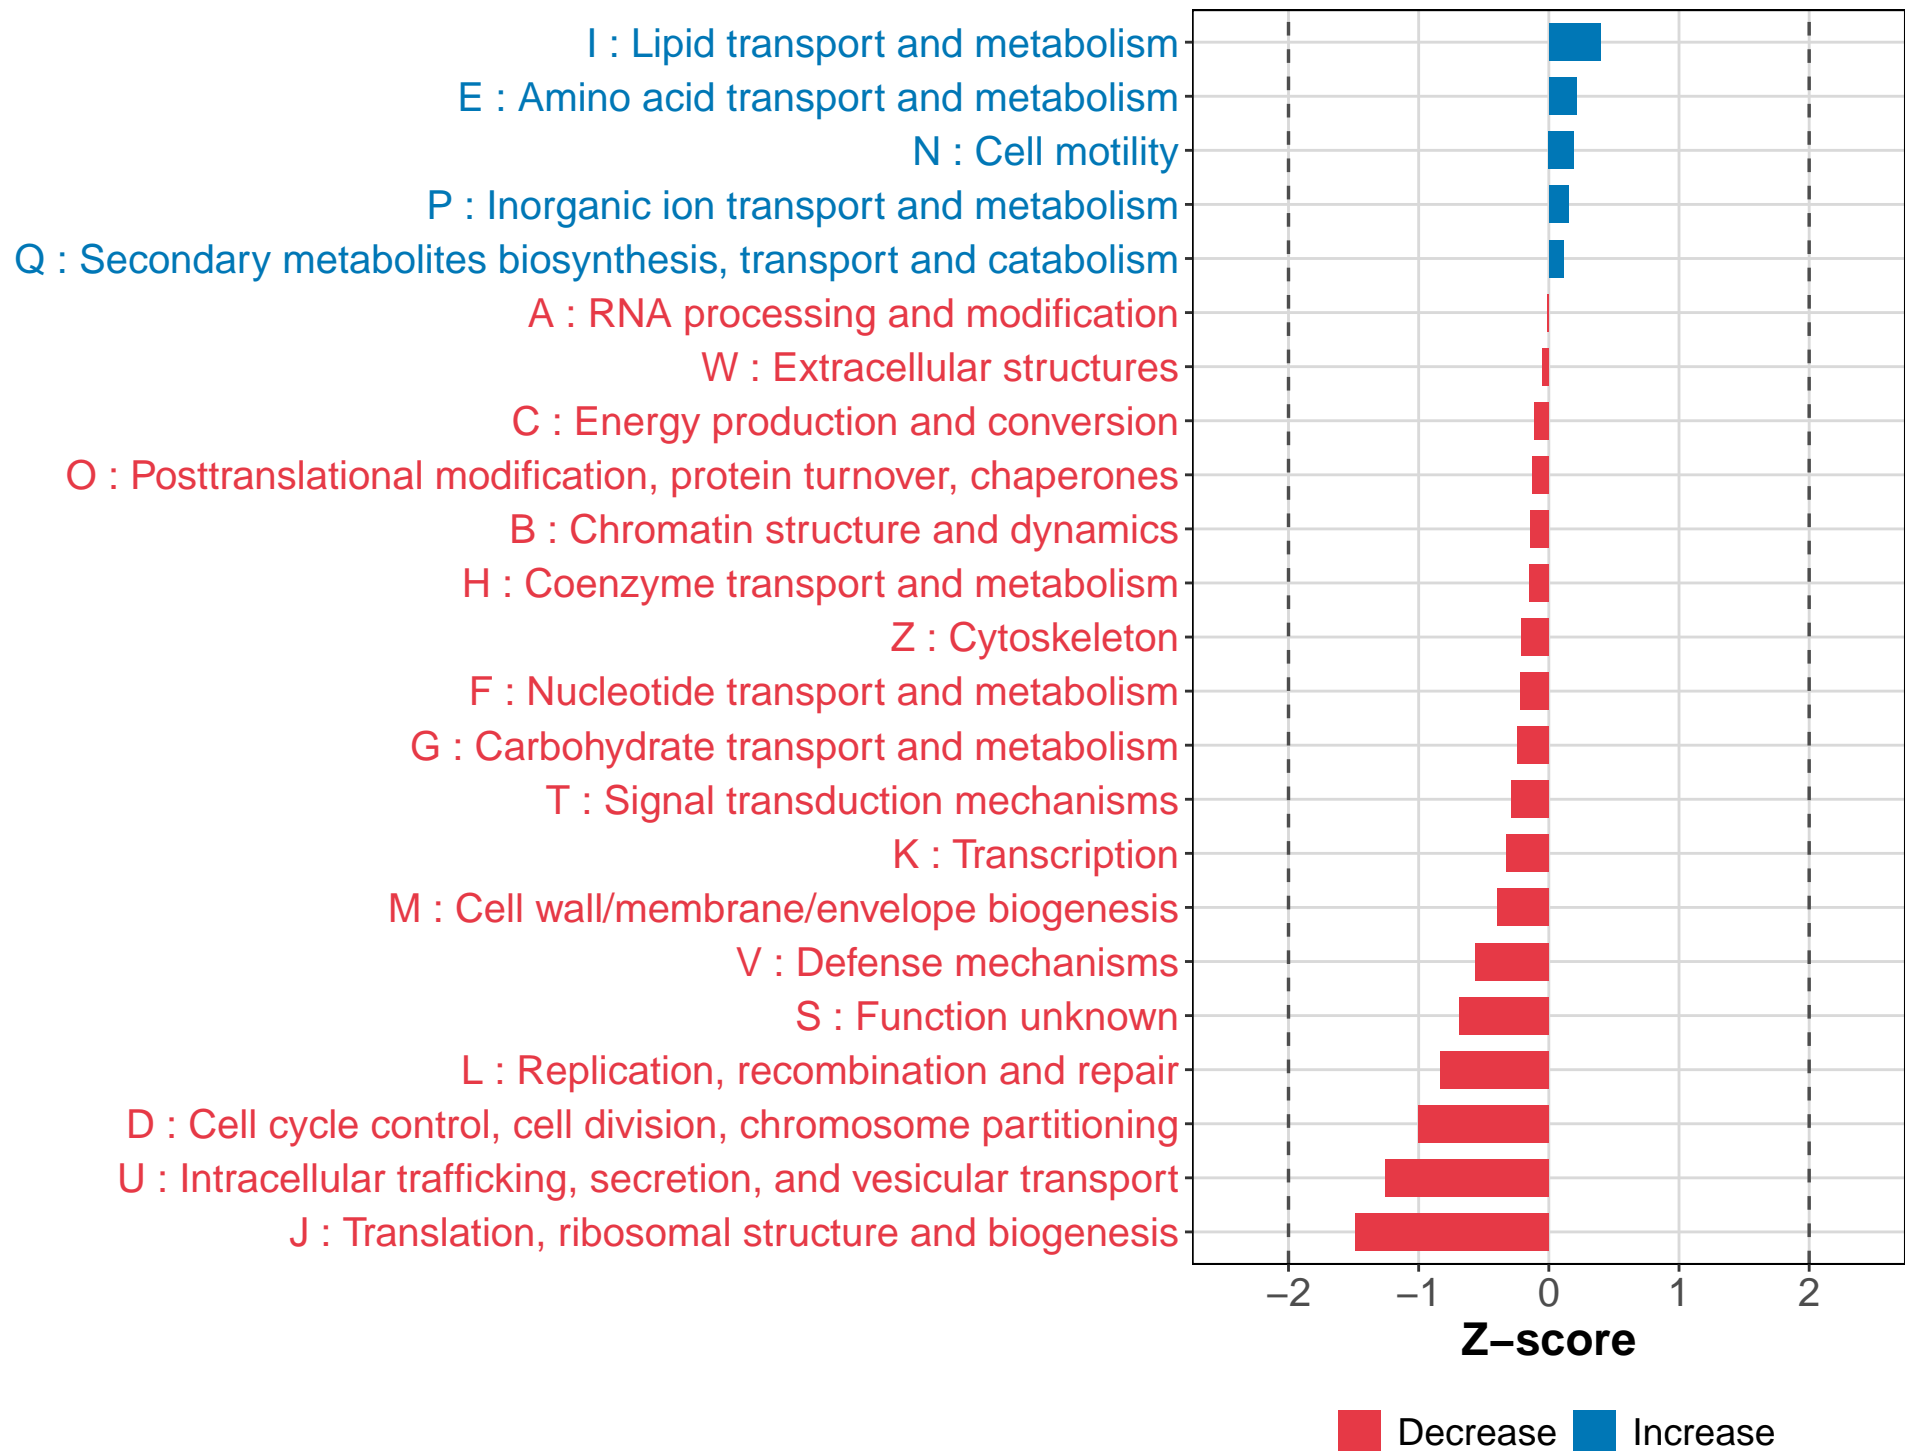 I : Lipid transport and metabolism
E : Amino acid transport and metabolism
N : Cell motility
P : Inorganic ion transport and metabolism
Q : Secondary metabolites biosynthesis, transport and catabolism
A : RNA processing and modification
W : Extracellular structures
C : Energy production and conversion
O : Posttranslational modification, protein turnover, chaperones
B : Chromatin structure and dynamics
H : Coenzyme transport and metabolism
Z : Cytoskeleton
F : Nucleotide transport and metabolism
G : Carbohydrate transport and metabolism
T : Signal transduction mechanisms
K : Transcription
M : Cell wall/membrane/envelope biogenesis
V : Defense mechanisms
S : Function unknown
L : Replication, recombination and repair
D : Cell cycle control, cell division, chromosome partitioning
U : Intracellular trafficking, secretion, and vesicular transport
J : Translation, ribosomal structure and biogenesis
−2 −1 0 1 2
Z−score
Decrease Increase